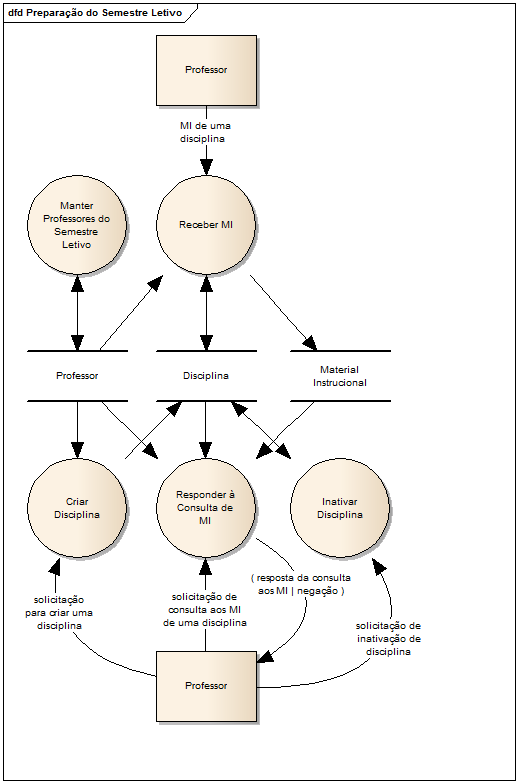 dfd Preparação do Semestre Letivo
Professor
MI de uma
disciplina
Manter
Professores do
Semestre
Letivo
Receber MI
Professor
Disciplina
Material
Instrucional
Criar
Disciplina
Responder à
Consulta de
MI
Inativar
Disciplina
( resposta da consulta
aos MI | negação )
solicitação
para criar uma
disciplina
solicitação de
consulta aos MI
de uma disciplina
solicitação de
inativação de
disciplina
Professor